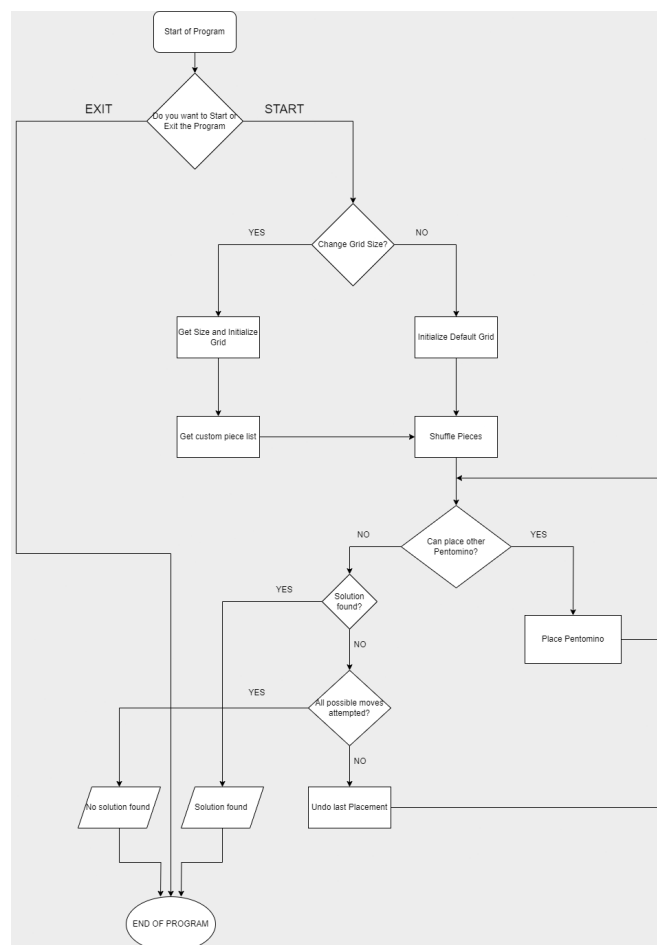 Start of Program
EXIT
START
Do you want to Start or
Exit the Program
YES
Change Grid Size?
NO
Get Size and Initialize
Grid
Initialize Default Grid
Get custom piece list
Shuffle Pieces
NO
Can place other
Pentomino?
YES
YES
Solution
found?
Place Pentomino
NO
YES
All possible moves
attempted?
NO
No solution found
Solution found
Undo last Placement
END OF PROGRAM